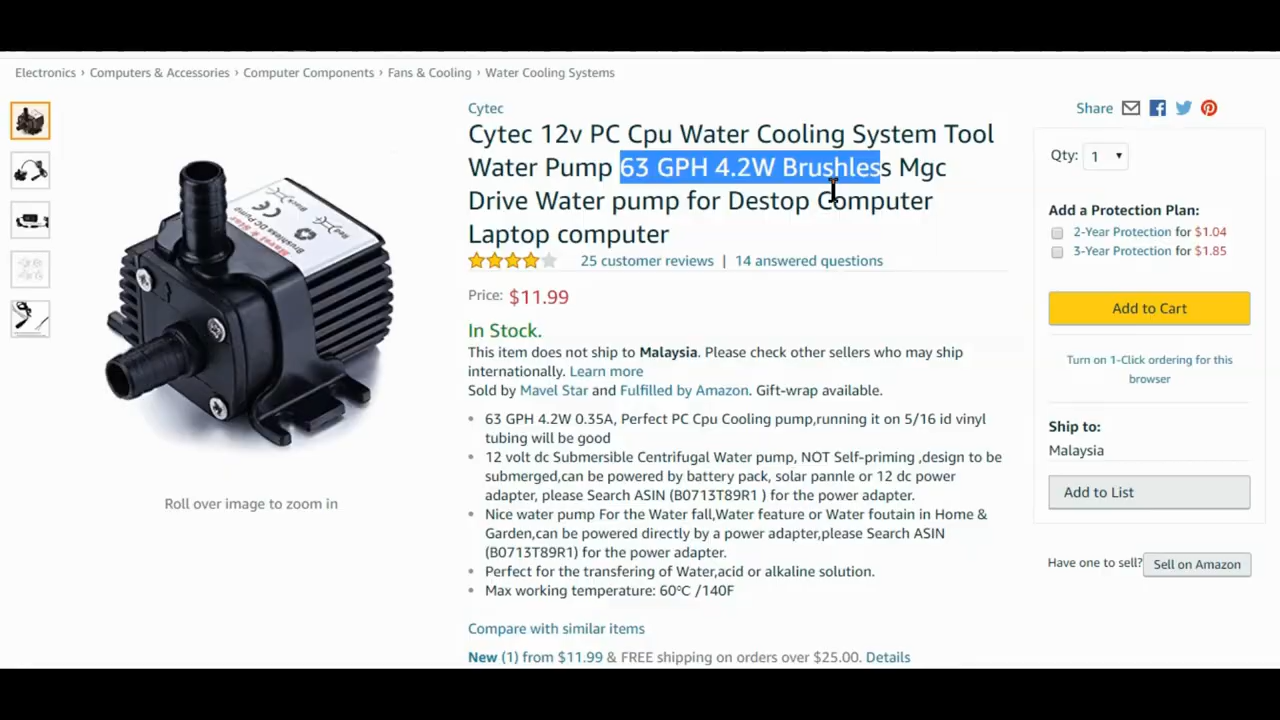 Electronics › Computers & Accessories › Computer Components › Fans & Cooling › Water Cooling Systems
Cytec
Share
Cytec 12v PC Cpu Water Cooling System Tool
Water Pump 63 GPH 4.2W Brushless Mgc
Drive Water pump for Destop Computer
Laptop computer
25 customer reviews | 14 answered questions
Price: $11.99
In Stock.
This item does not ship to Malaysia. Please check other sellers who may ship
internationally. Learn more
Sold by Mavel Star and Fulfilled by Amazon. Gift-wrap available.
• 63 GPH 4.2W 0.35A, Perfect PC Cpu Cooling pump,running it on 5/16 id vinyl
tubing will be good
• 12 volt dc Submersible Centrifugal Water pump, NOT Self-priming ,design to be
submerged,can be powered by battery pack, solar pannle or 12 dc power
adapter, please Search ASIN (B0713T89R1 ) for the power adapter.
• Nice water pump For the Water fall,Water feature or Water foutain in Home &
Garden,can be powered directly by a power adapter,please Search ASIN
(B0713T89R1) for the power adapter.
• Perfect for the transfering of Water,acid or alkaline solution.
• Max working temperature: 60℃ /140F
Compare with similar items
New (1) from $11.99 & FREE shipping on orders over $25.00. Details
Qty: 1
Add a Protection Plan:
2-Year Protection for $1.04
3-Year Protection for $1.85
Add to Cart
Turn on 1-Click ordering for this
browser
Ship to:
Malaysia
Add to List
Have one to sell? Sell on Amazon
Brushless DC Pump
Mavel Star
CE
Black
Red
Roll over image to zoom in